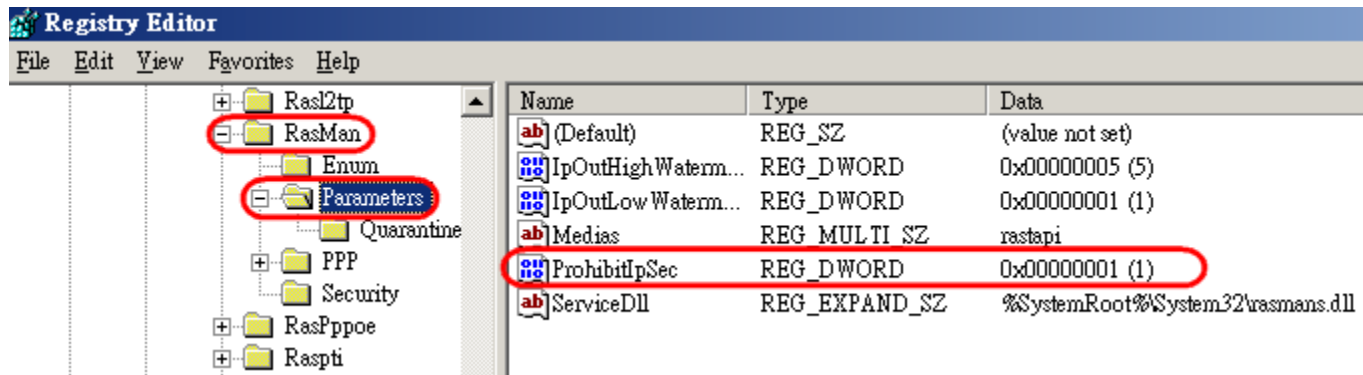 Registry Editor
File Edit View Favorites Help
Rasl2tp
RasMan
Enum
Parameters
Quarantine
PPP
Security
RasPppoe
Raspti
Name Type Data
(Default) REG_SZ (value not set)
IpOutHighWaterm... REG_DWORD 0x00000005 (5)
IpOutLowWaterm... REG_DWORD 0x00000001 (1)
Medias REG_MULTI_SZ rastapi
ProhibitIpSec REG_DWORD 0x00000001 (1)
ServiceDll REG_EXPAND_SZ %SystemRoot%\System32\rasmans.dll